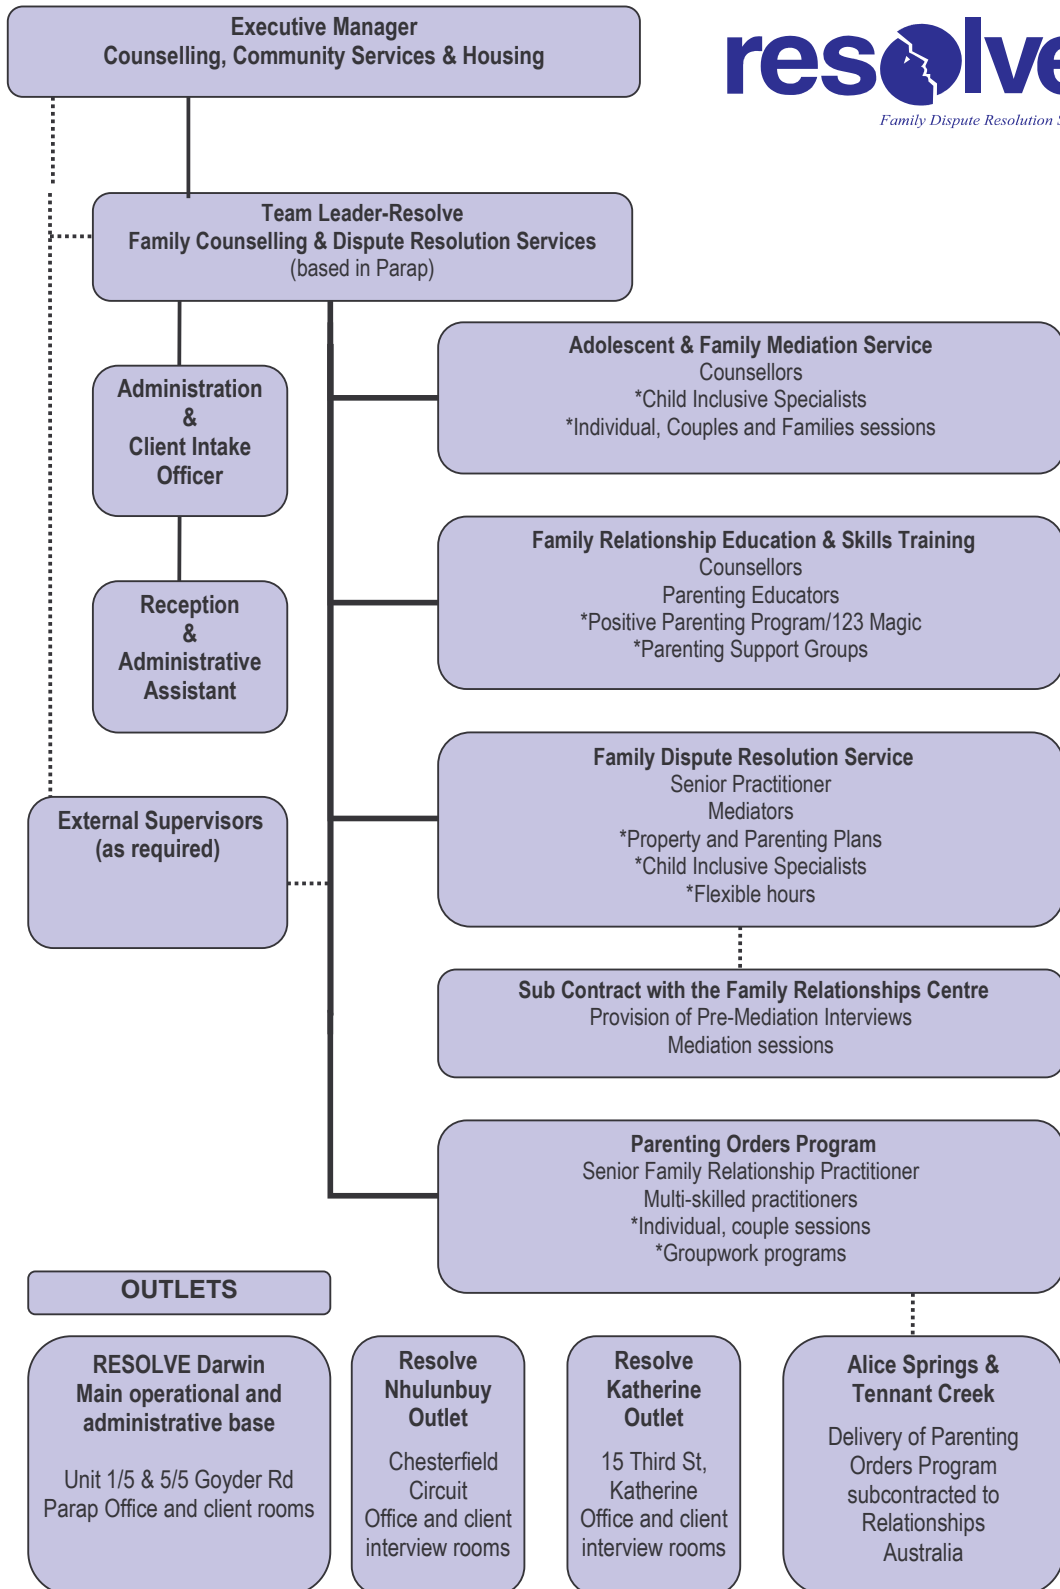 Executive Manager
Counselling, Community Services & Housing
resolve
Family Dispute Resolution
Team Leader-Resolve
Family Counselling & Dispute Resolution Services
(based in Parap)
Administration
&
Client Intake
Officer
Reception
&
Administrative
Assistant
External Supervisors
(as required)
Adolescent & Family Mediation Service
Counsellors
*Child Inclusive Specialists
*Individual, Couples and Families sessions
Family Relationship Education & Skills Training
Counsellors
Parenting Educators
*Positive Parenting Program/123 Magic
*Parenting Support Groups
Family Dispute Resolution Service
Senior Practitioner
Mediators
*Property and Parenting Plans
*Child Inclusive Specialists
*Flexible hours
Sub Contract with the Family Relationships Centre
Provision of Pre-Mediation Interviews
Mediation sessions
Parenting Orders Program
Senior Family Relationship Practitioner
Multi-skilled practitioners
*Individual, couple sessions
*Groupwork programs
OUTLETS
RESOLVE Darwin
Main operational and
administrative base
Unit 1/5 & 5/5 Goyder Rd
Parap Office and client rooms
Resolve
Nhulunbuy
Outlet
Chesterfield
Circuit
Office and client
interview rooms
Resolve
Katherine
Outlet
15 Third St,
Katherine
Office and client
interview rooms
Alice Springs &
Tennant Creek
Delivery of Parenting
Orders Program
subcontracted to
Relationships
Australia